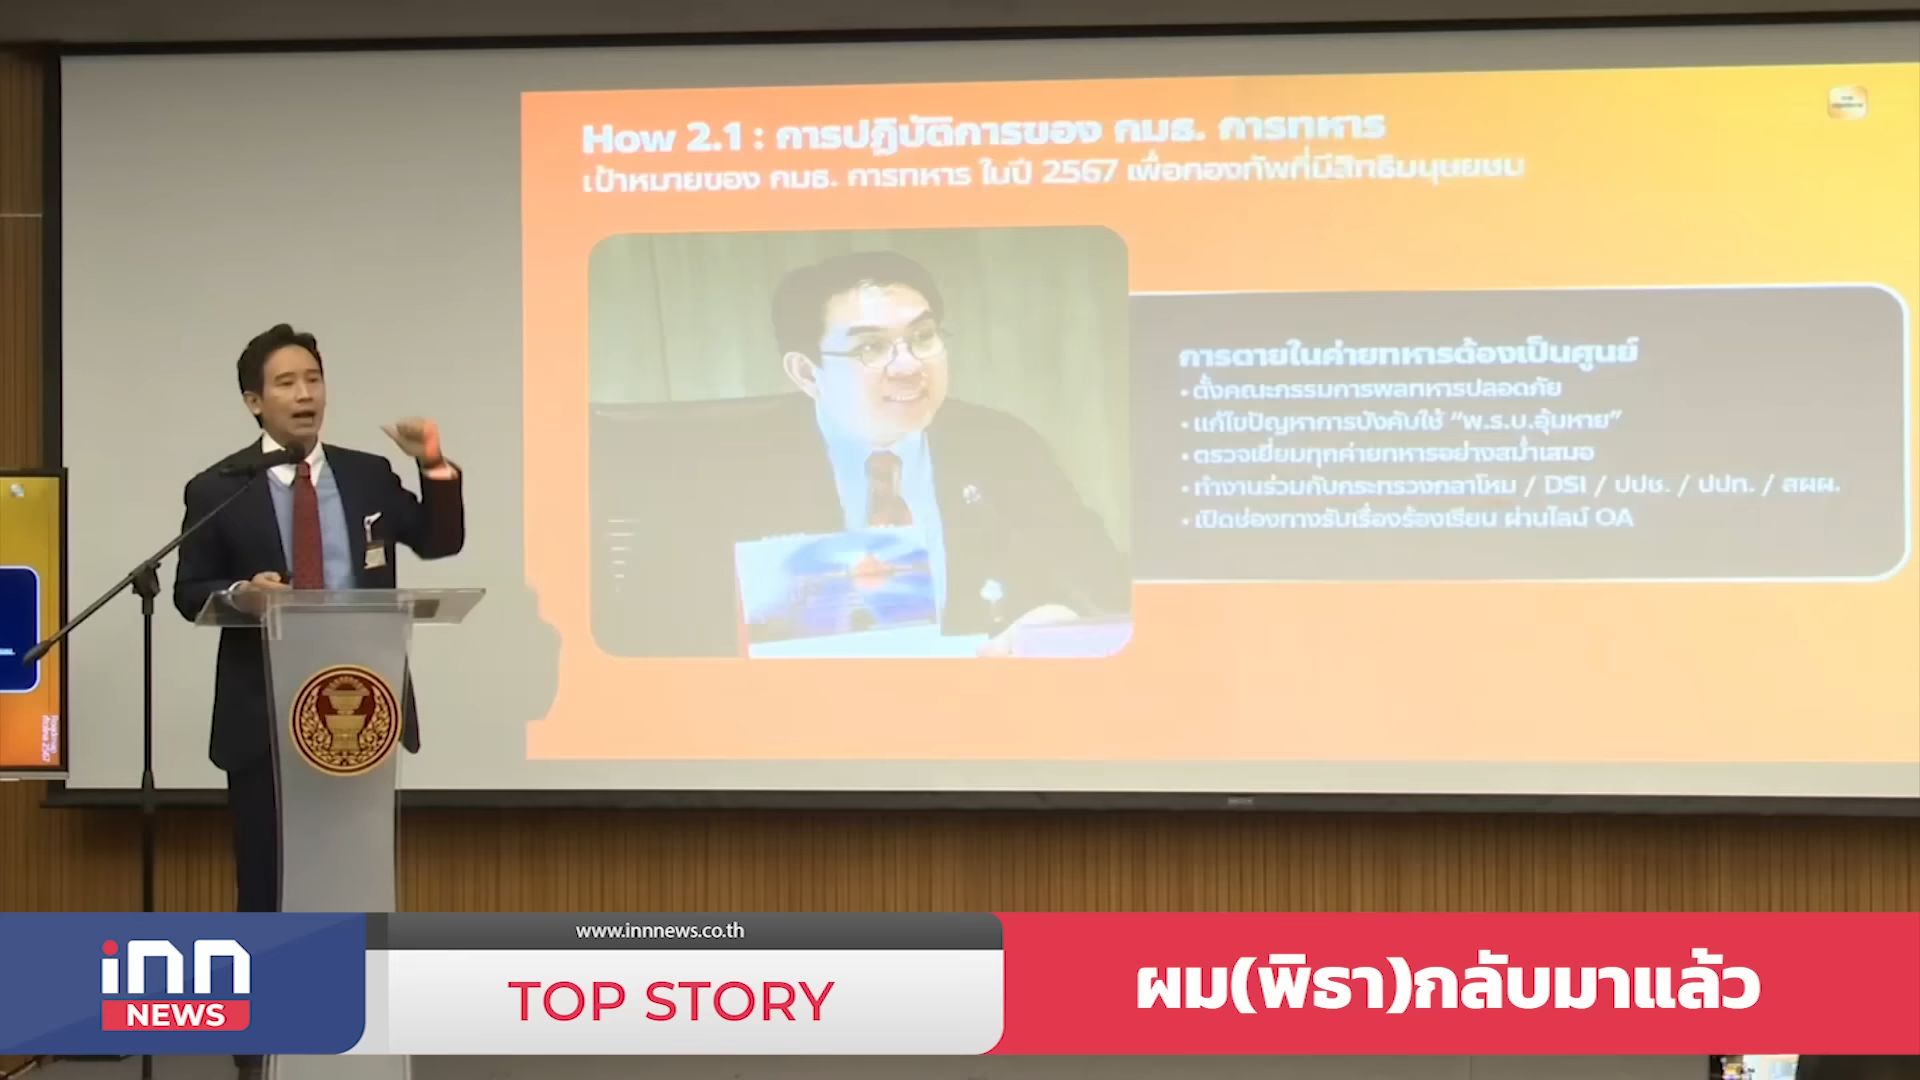 How 2.1 : การปฏิบัติการของ กมธ. การทหาร
เป้าหมายของ กมธ. การทหาร ในปี 2567 เพื่อกองทัพที่มีสิทธิมนุษยชน
การตายในค่ายทหารต้องเป็นศูนย์
• ตั้งคณะกรรมการพลทหารปลอดภัย
• แก้ไขปัญหาการบังคับใช้ “พ.ร.บ.อุ้มหาย”
• ตรวจเยี่ยมทุกค่ายทหารอย่างสม่ำเสมอ
• ทำงานร่วมกับกระทรวงกลาโหม / DSI / ปปช. / ปปท. / สผผ.
• เปิดช่องทางรับเรื่องร้องเรียน ผ่านไลน์ OA
Roadmap
ก้าวไกล 2567
www.innnews.co.th
inn
NEWS
TOP STORY
ผม(พิธา)กลับมาแล้ว